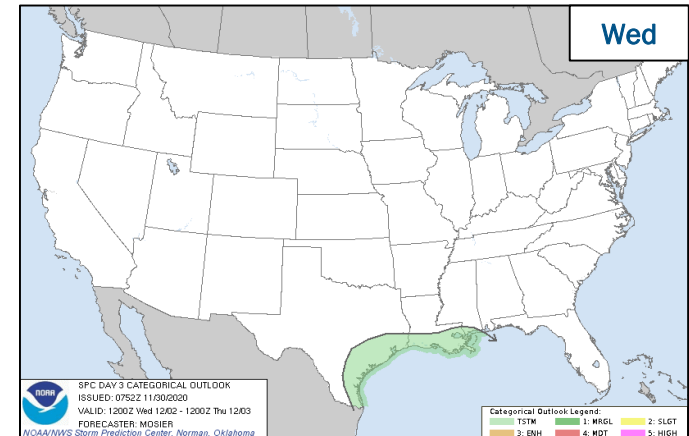 Wed
NOAA
SPC DAY 3 CATEGORICAL OUTLOOK
ISSUED: 0752Z 11/30/2020
VALID: 1200Z Wed 12/02 - 1200Z Thu 12/03
FORECASTER: MOSIER
NOAA/NWS Storm Prediction Center, Norman, Oklahoma
Categorical Outlook Legend:
TSTM 1: MRGL 2: SLGT
3: ENH 4: MDT 5: HIGH